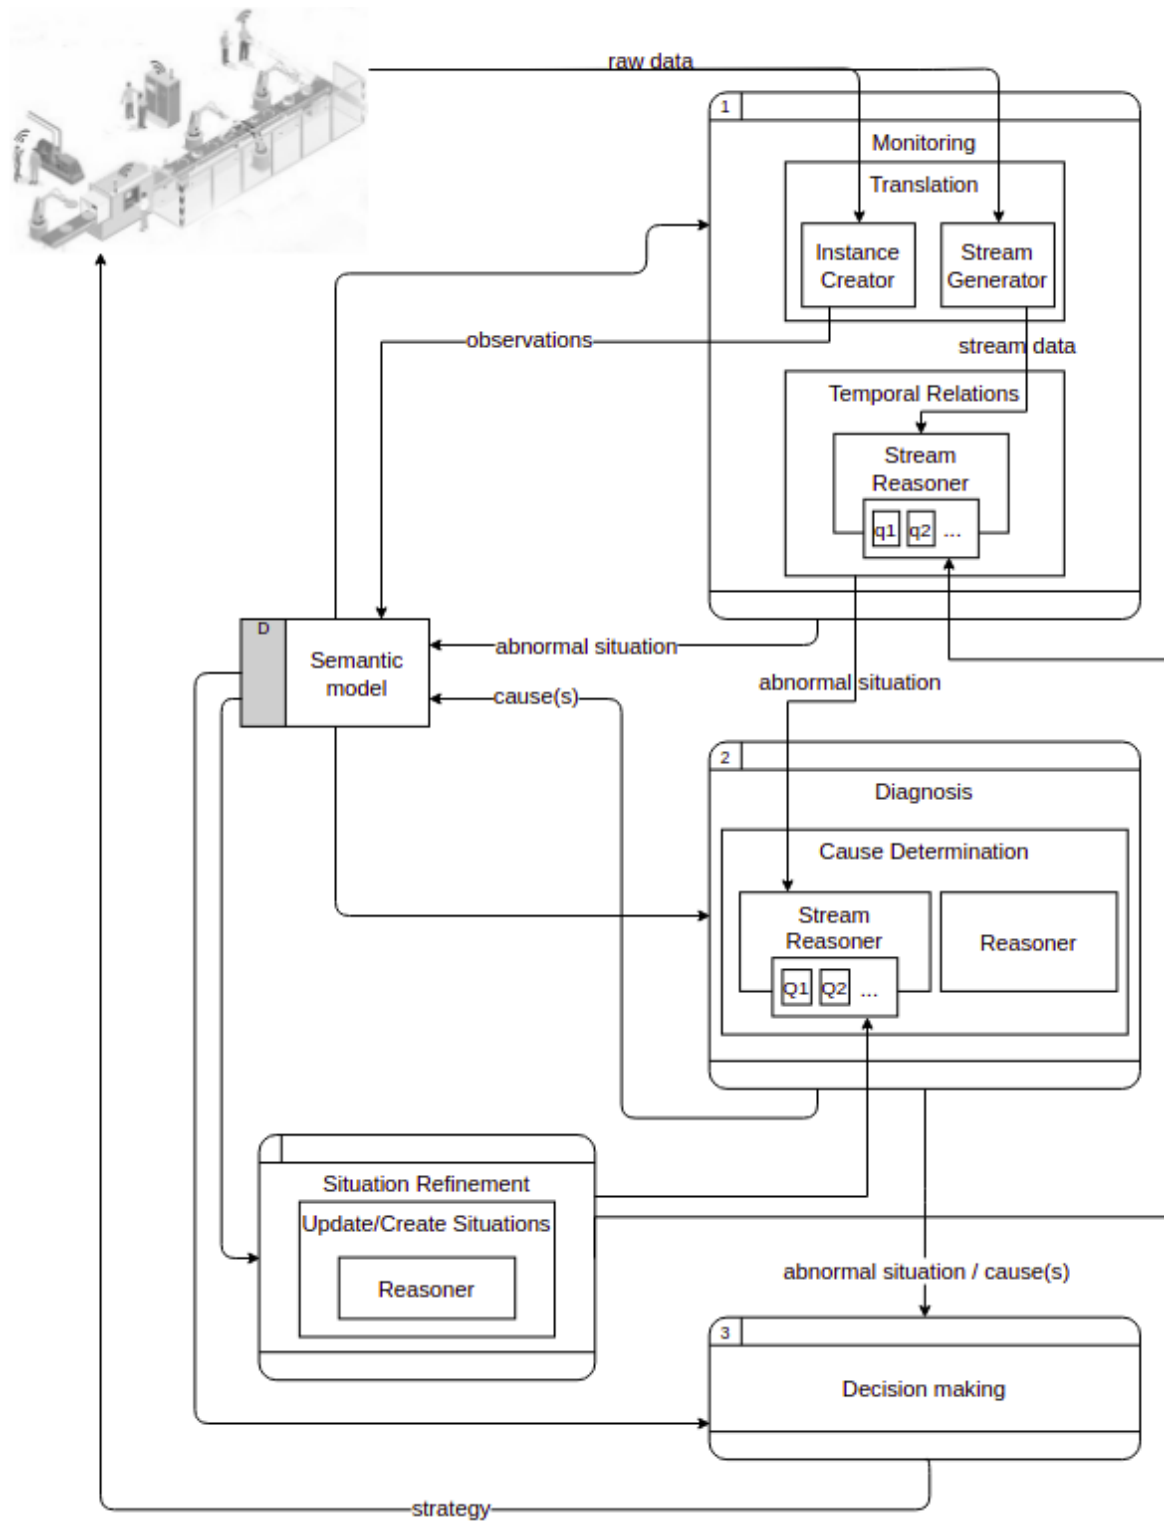 raw data
1
Monitoring
Translation
Instance
Creator
Stream
Generator
observations
stream data
Temporal Relations
Stream
Reasoner
q1 q2 ...
D
Semantic
model
abnormal situation
cause(s)
abnormal situation
2
Diagnosis
Cause Determination
Stream
Reasoner
Q1 Q2 ...
Reasoner
Situation Refinement
Update/Create Situations
Reasoner
abnormal situation / cause(s)
3
Decision making
strategy